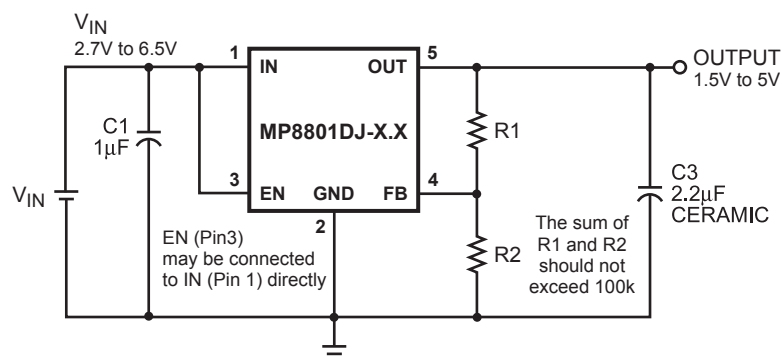 VIN
2.7V to 6.5V
1
IN
OUT
5
OUTPUT
1.5V to 5V
C1
1µF
MP8801DJ-X.X
R1
VIN
3
EN
GND
FB
4
2
C3
2.2µF
CERAMIC
EN (Pin3)
may be connected
to IN (Pin 1) directly
R2
The sum of
R1 and R2
should not
exceed 100k